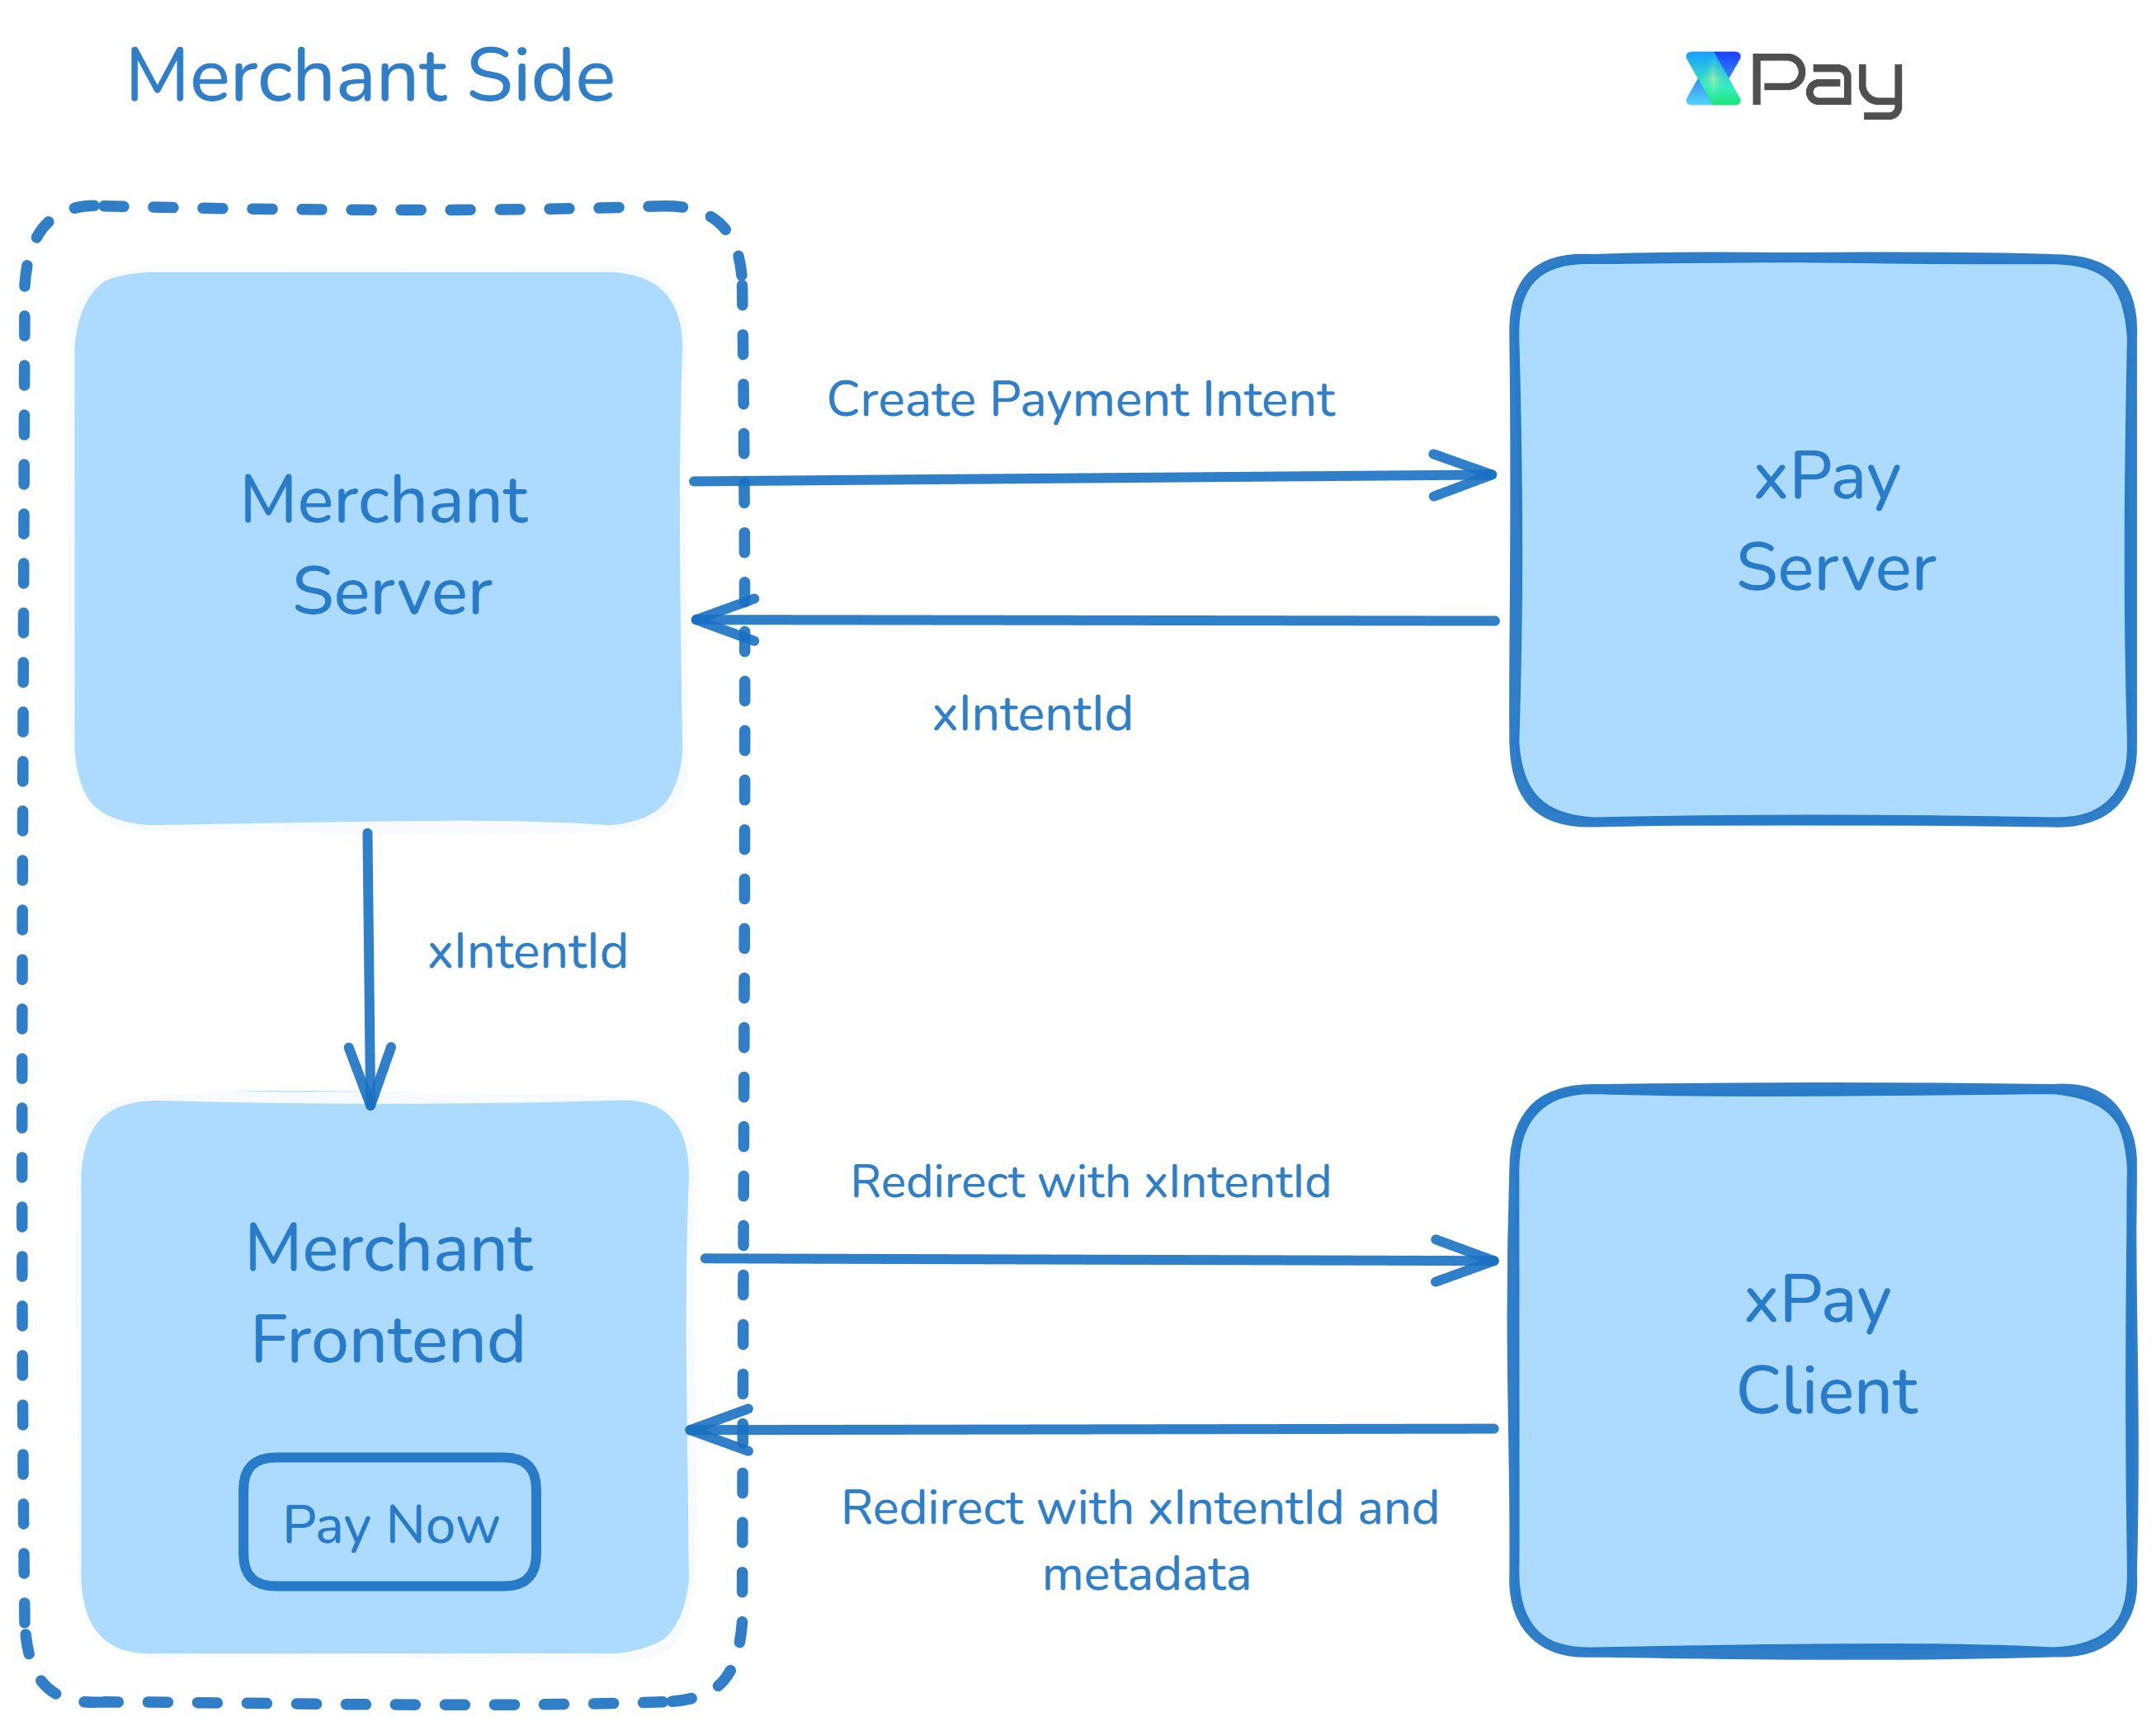 Merchant Side
Pay
Merchant
Server
Create Payment Intent
xIntentId
xPay
Server
xIntentId
Merchant
Frontend
Pay Now
Redirect with xIntentId
Redirect with xIntentId and
metadata
xPay
Client